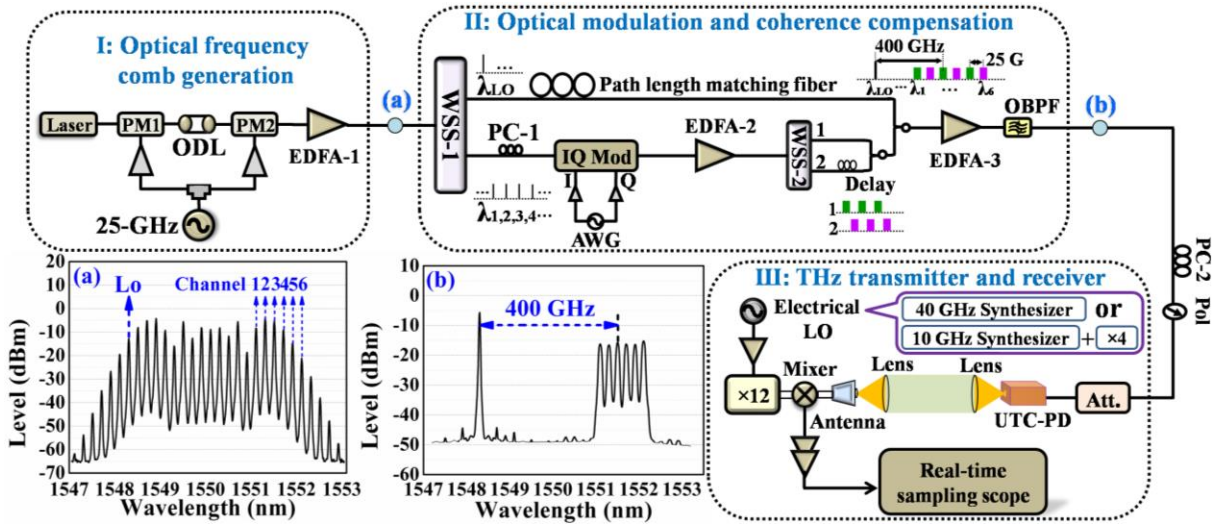 I: Optical frequency
comb generation
Laser
PM1
ODL
PM2
EDFA-1
25-GHz
(a)
II: Optical modulation and coherence compensation
WSS-1
λLO
...
Path length matching fiber
400 GHz
25 G
λLO ... λ1 ... λ6
PC-1
IQ Mod
I
Q
AWG
... ...
λ1,2,3,4...
EDFA-2
WSS-2
1
2
Delay
1
2
EDFA-3
OBPF
(b)
PC-2
Pol
(a)
Lo
Channel 123456
Level (dBm)
20
10
0
-10
-20
-30
-40
-50
-60
-70
1547 1548 1549 1550 1551 1552 1553
Wavelength (nm)
(b)
400 GHz
Level (dBm)
10
0
-10
-20
-30
-40
-50
-60
1547 1548 1549 1550 1551 1552 1553
Wavelength (nm)
III: THz transmitter and receiver
Electrical
LO
40 GHz Synthesizer or
10 GHz Synthesizer + ×4
×12
Mixer
Antenna
Lens
Lens
UTC-PD
Att.
Real-time
sampling scope